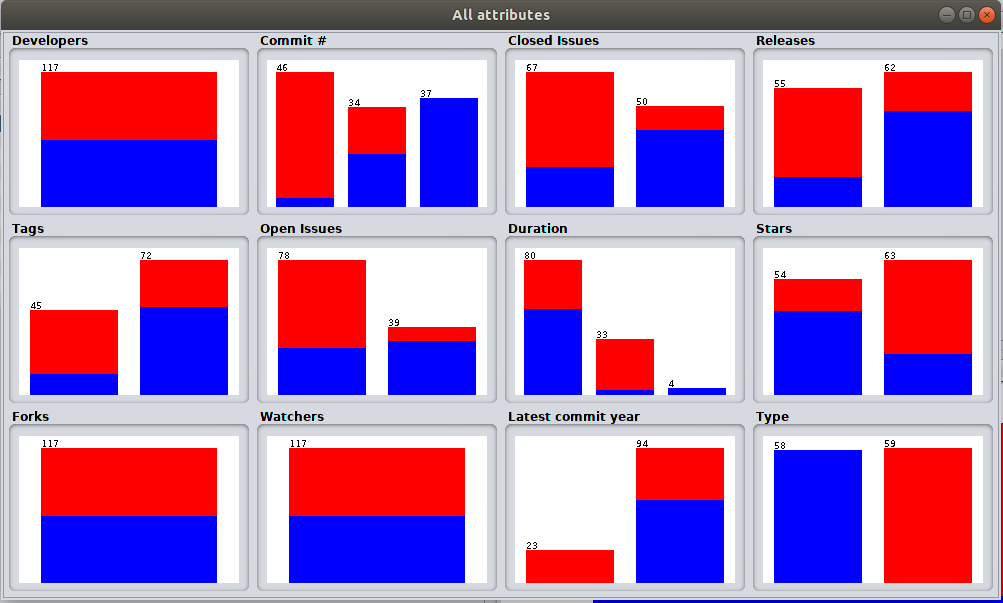 All attributes
Developers
117
Commit #
46
34
37
Closed Issues
67
50
Releases
55
62
Tags
45
72
Open Issues
78
39
Duration
80
33
4
Stars
54
63
Forks
117
Watchers
117
Latest commit year
23
94
Type
58
59